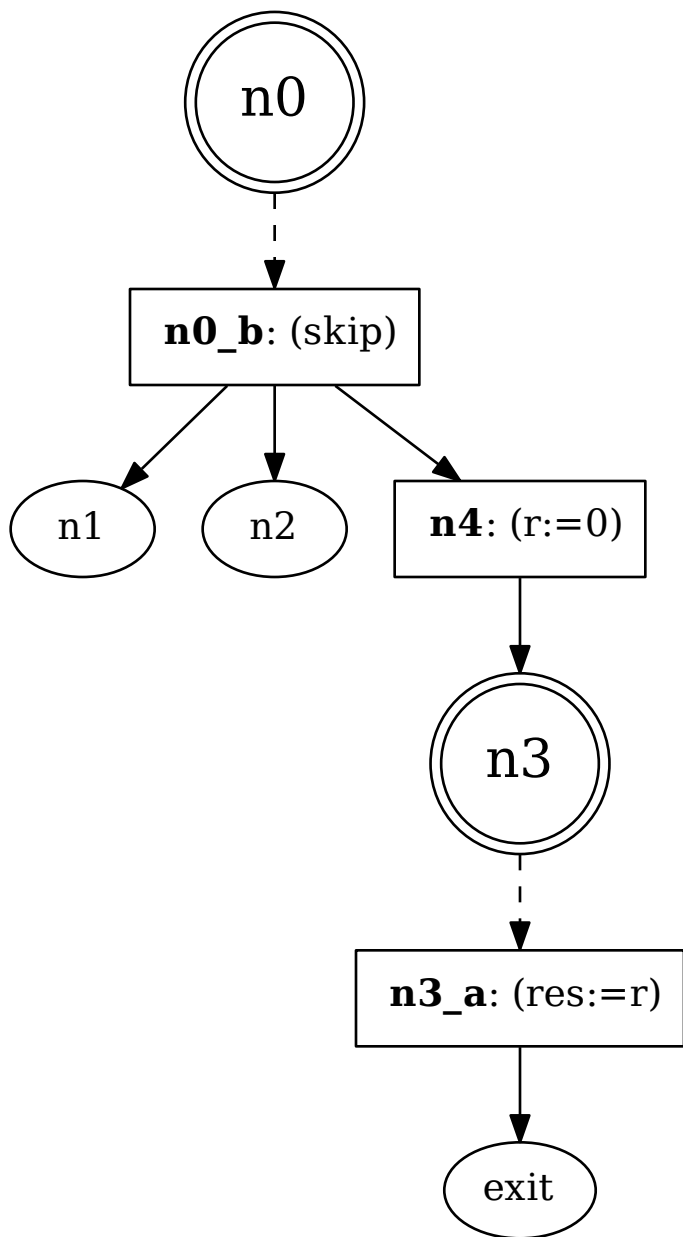 n0
n0_b: (skip)
n1
n2
n4: (r:=0)
n3
n3_a: (res:=r)
exit